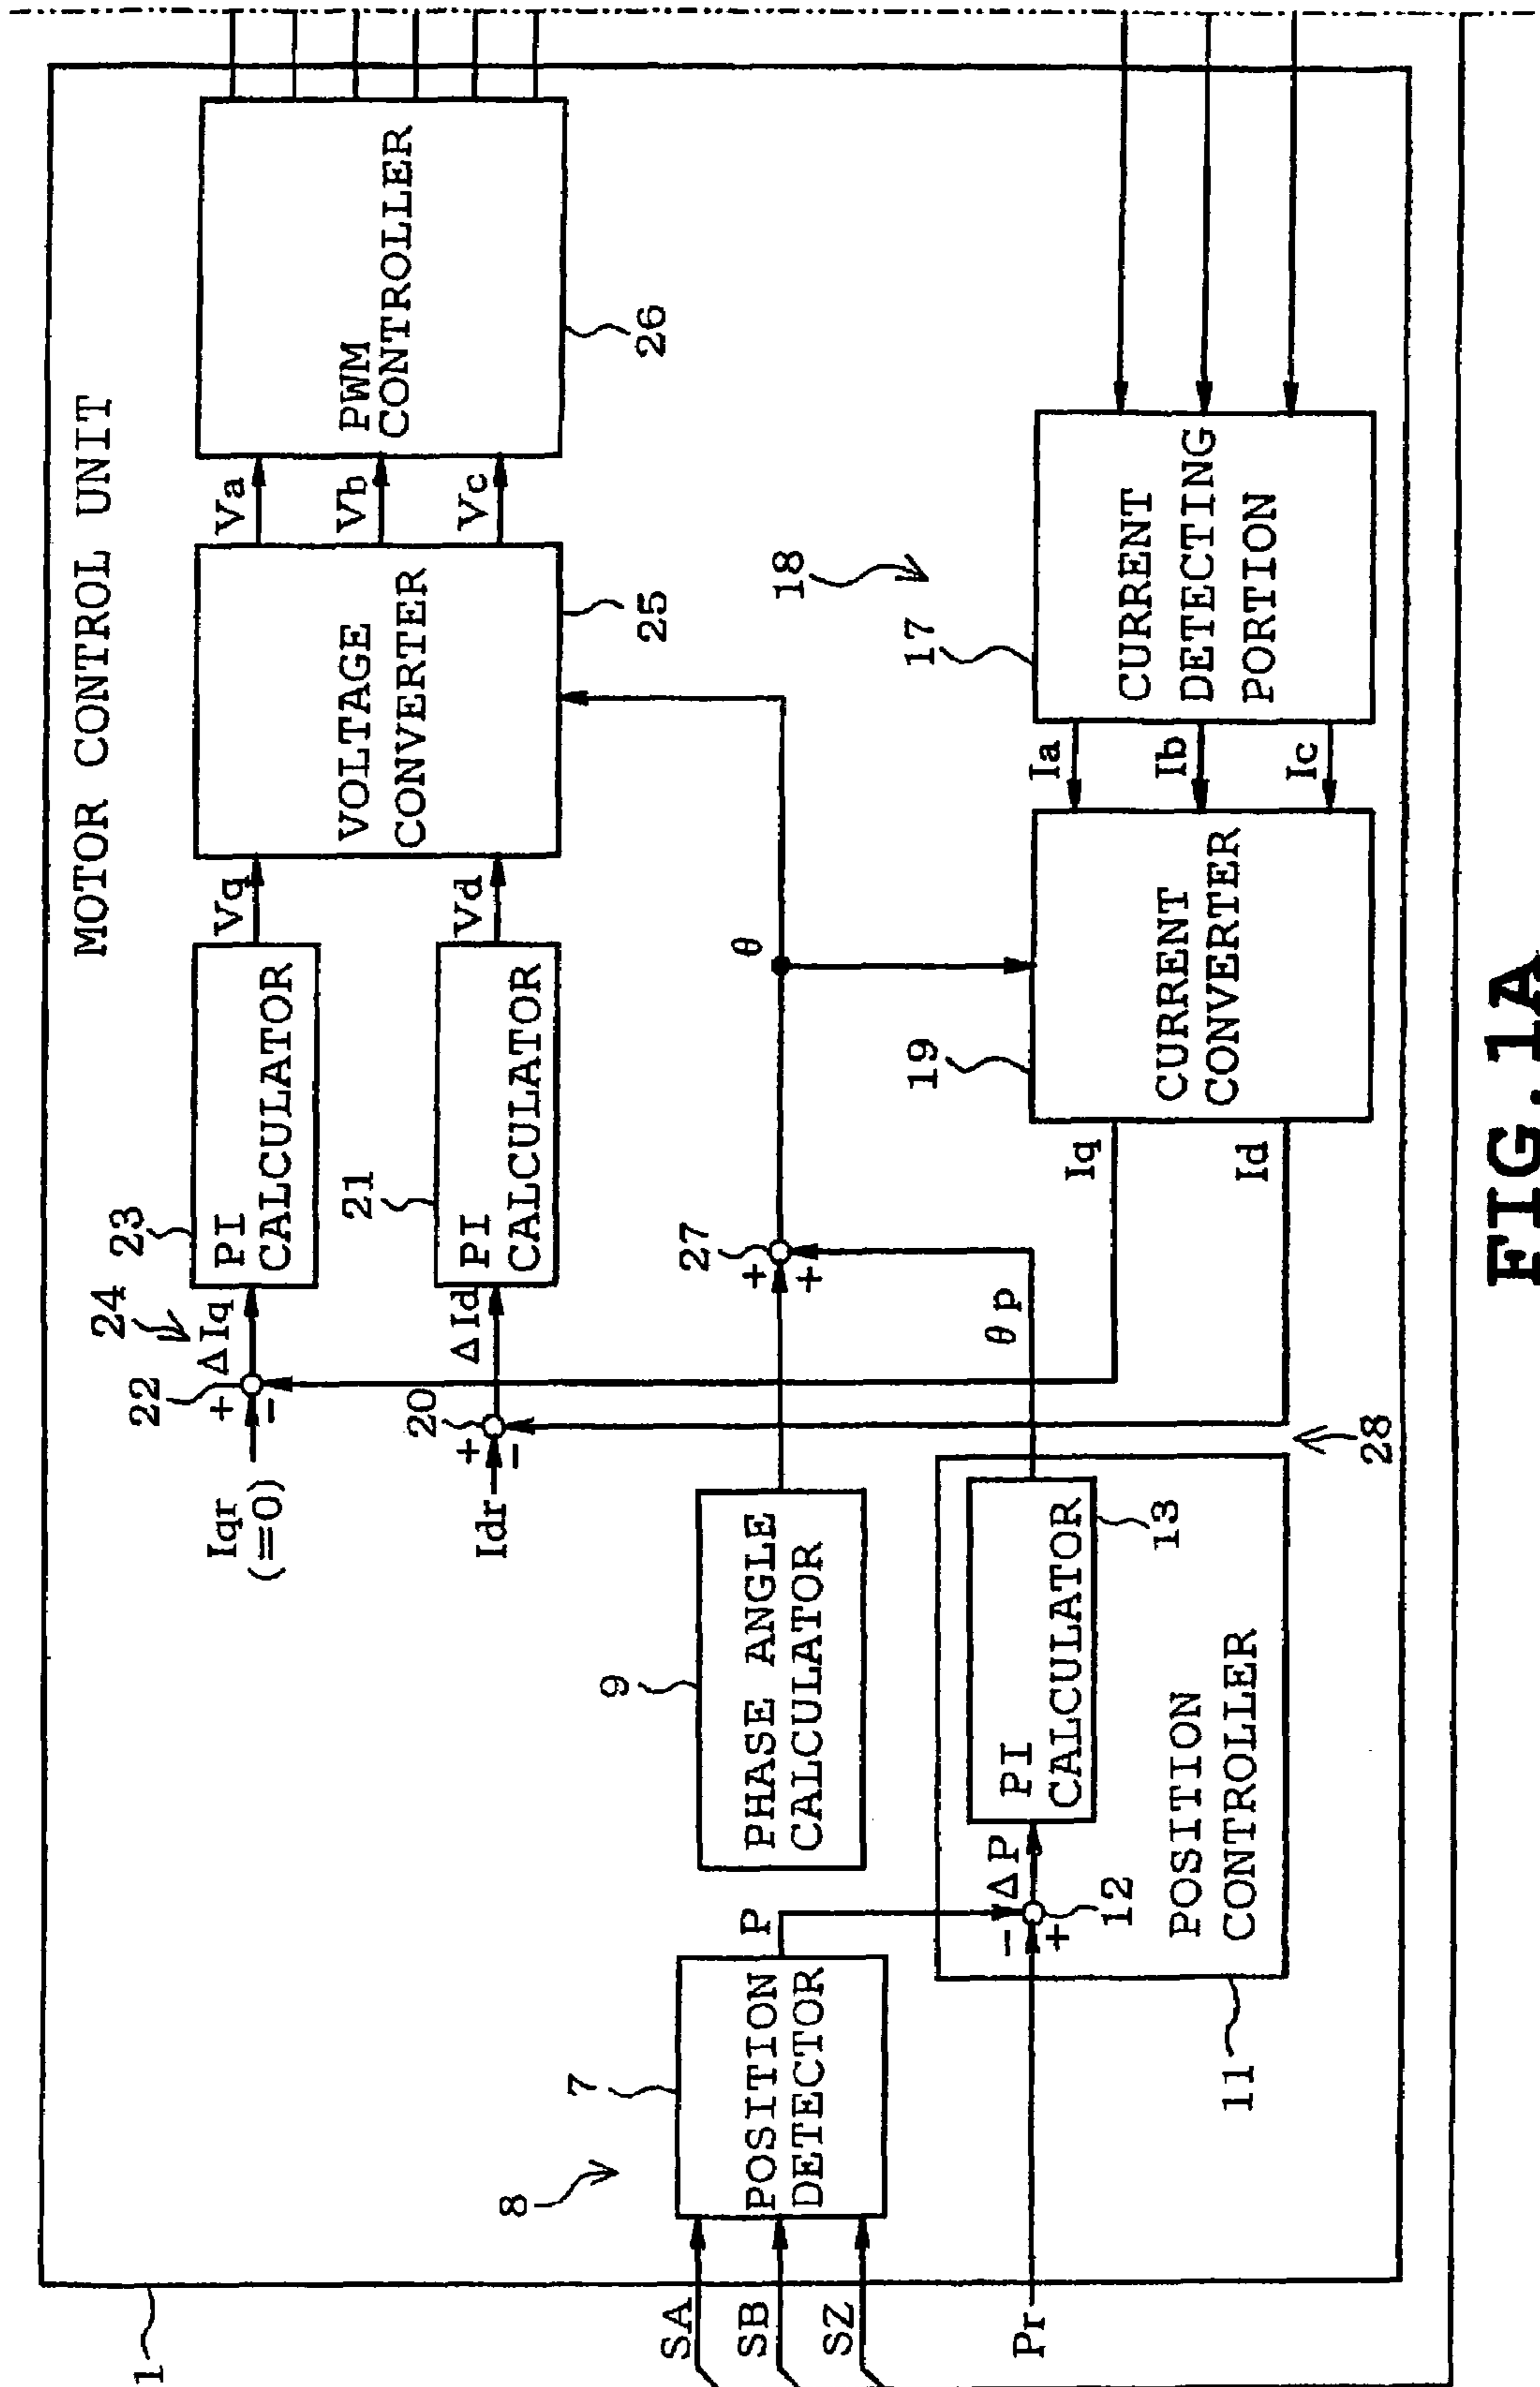 1
MOTOR CONTROL UNIT
Iqr
(=0)
+
-
22
24
ΔIq
23
PI
CALCULATOR
Vq
Idr
+
-
20
ΔId
21
PI
CALCULATOR
Vd
VOLTAGE
CONVERTER
25
Va
Vb
Vc
PWM
CONTROLLER
26
8
7
SA
SB
SZ
POSITION
DETECTOR
P
9
PHASE ANGLE
CALCULATOR
27
+
+
θ
Pr
-
+
12
ΔP
PI
CALCULATOR
13
POSITION
CONTROLLER
11
θp
28
Iq
Id
19
CURRENT
CONVERTER
Ia
Ib
Ic
17
18
CURRENT
DETECTING
PORTION
FIG. 1A